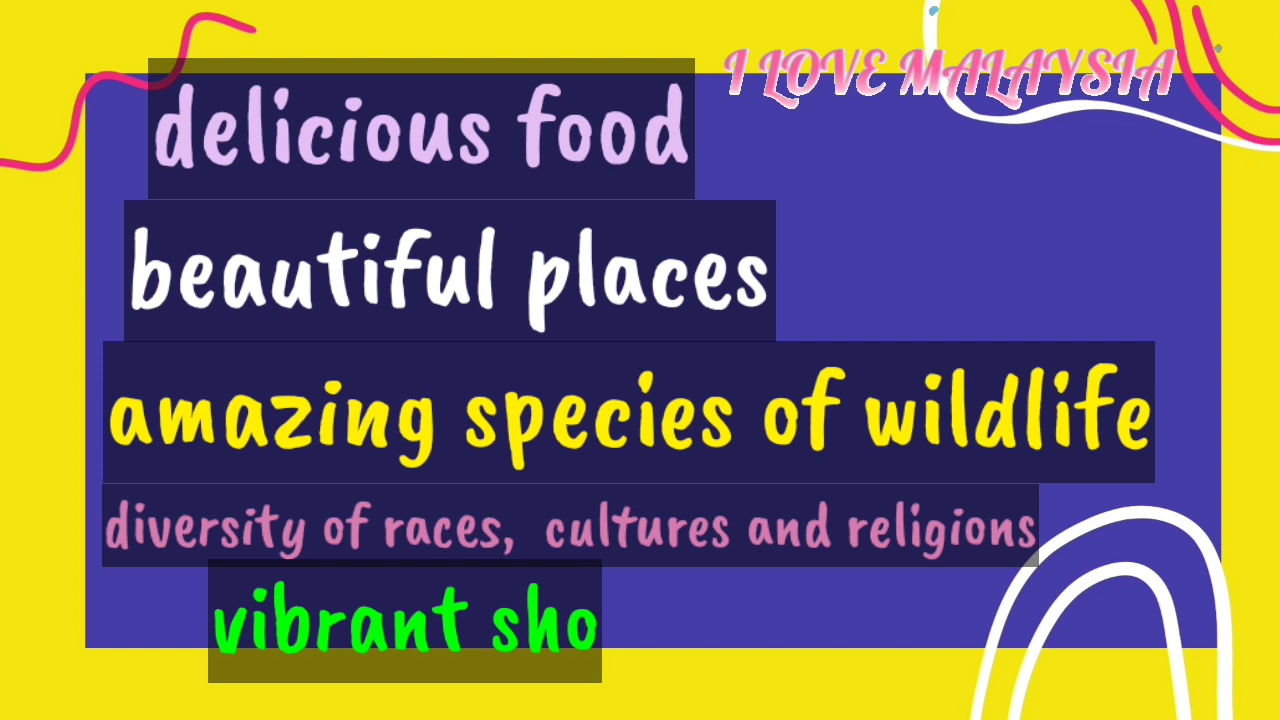 I LOVE MALAYSIA
delicious food
beautiful places
amazing species of wildlife
diversity of races, cultures and religions
vibrant sho